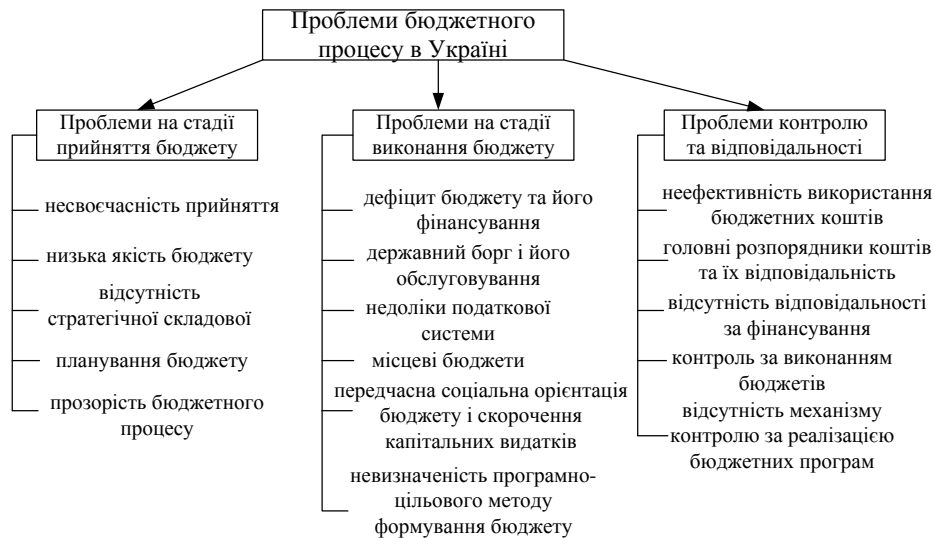 Проблеми бюджетного
процесу в Україні
Проблеми на стадії
прийняття бюджету
несвоєчасність прийняття
низька якість бюджету
відсутність
стратегічної складової
планування бюджету
прозорість бюджетного
процесу
Проблеми на стадії
виконання бюджету
дефіцит бюджету та його
фінансування
державний борг і його
обслуговування
недоліки податкової
системи
місцеві бюджети
передчасна соціальна орієнтація
бюджету і скорочення
капітальних видатків
невизначеність програмно-
цільового методу
формування бюджету
Проблеми контролю
та відповідальності
неефективність використання
бюджетних коштів
головні розпорядники коштів
та їх відповідальність
відсутність відповідальності
за фінансування
контроль за виконанням
бюджетів
відсутність механізму
контролю за реалізацією
бюджетних програм